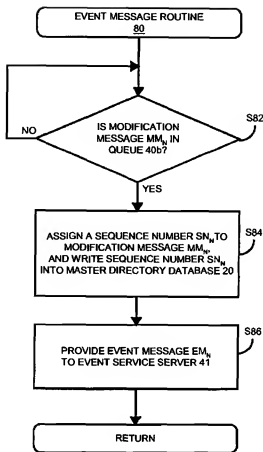 EVENT MESSAGE ROUTINE
80
S82
IS MODIFICATION
MESSAGE MM_N IN
QUEUE 40b?
NO
YES
S84
ASSIGN A SEQUENCE NUMBER SN_N TO
MODIFICATION MESSAGE MM_N,
AND WRITE SEQUENCE NUMBER SN_N
INTO MASTER DIRECTORY DATABASE 20
S86
PROVIDE EVENT MESSAGE EM_N
TO EVENT SERVICE SERVER 41
RETURN